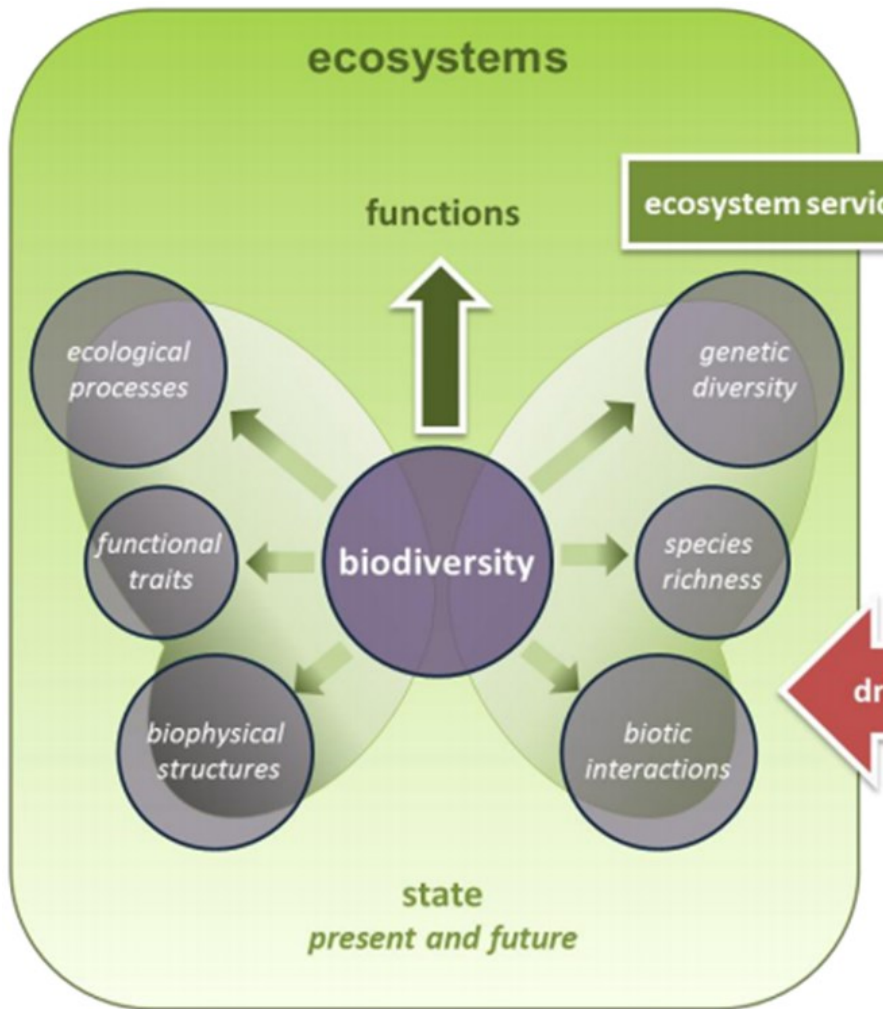 ecosystems
functions
ecosystem servic
ecological
processes
genetic
diversity
functional
traits
biodiversity
species
richness
biophysical
structures
biotic
interactions
dr
state
present and future